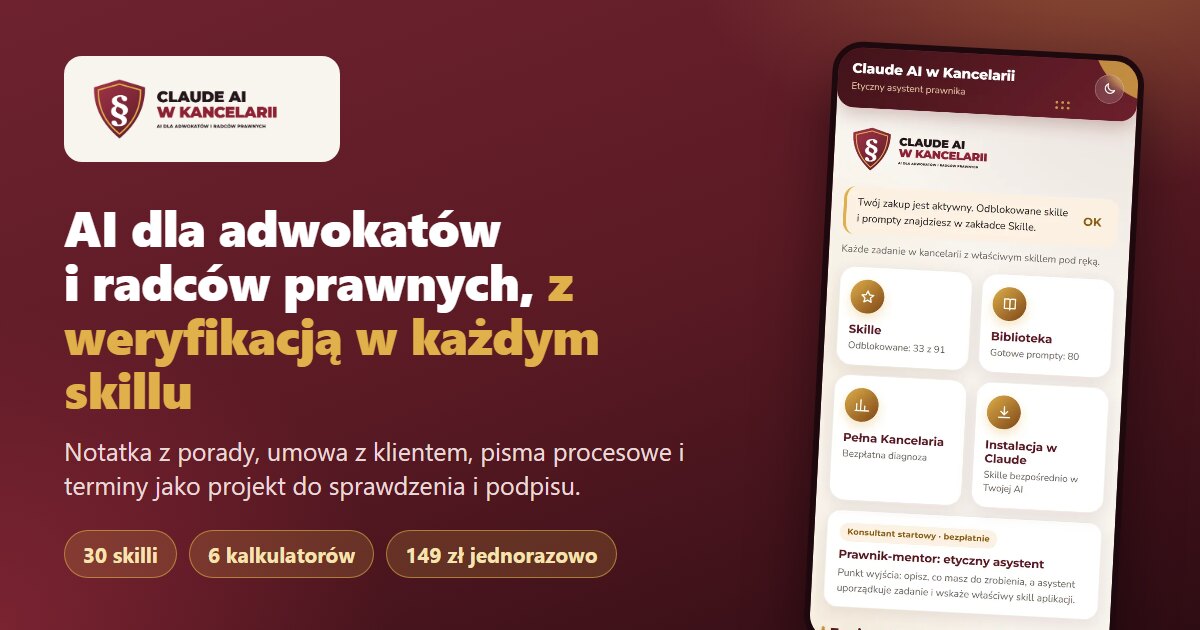 CLAUDE AI
W KANCELARII
AI DLA ADWOKATÓW I RADCÓW PRAWNYCH
AI dla adwokatów
i radców prawnych, z
weryfikacją w każdym
skillu
Notatka z porady, umowa z klientem, pisma procesowe i
terminy jako projekt do sprawdzenia i podpisu.
30 skilli
6 kalkulatorów
149 zł jednorazowo
Claude AI w Kancelarii
Etyczny asystent prawnika
§
CLAUDE AI
W KANCELARII
AI DLA ADWOKATÓW I RADCÓW PRAWNYCH
Twój zakup jest aktywny. Odblokowane skille
i prompty znajdziesz w zakładce Skille.
OK
Każde zadanie w kancelarii z właściwym skillem pod ręką.
Skille
Odblokowane: 33 z 91
Biblioteka
Gotowe prompty: 80
Pełna Kancelaria
Bezpłatna diagnoza
Instalacja w
Claude
Skille bezpośrednio w
Twojej AI
Konsultant startowy · bezpłatnie
Prawnik-mentor: etyczny asystent
Punkt wyjścia: opisz, co masz do zrobienia, a asystent
uporządkuje zadanie i wskaże właściwy skill aplikacji.